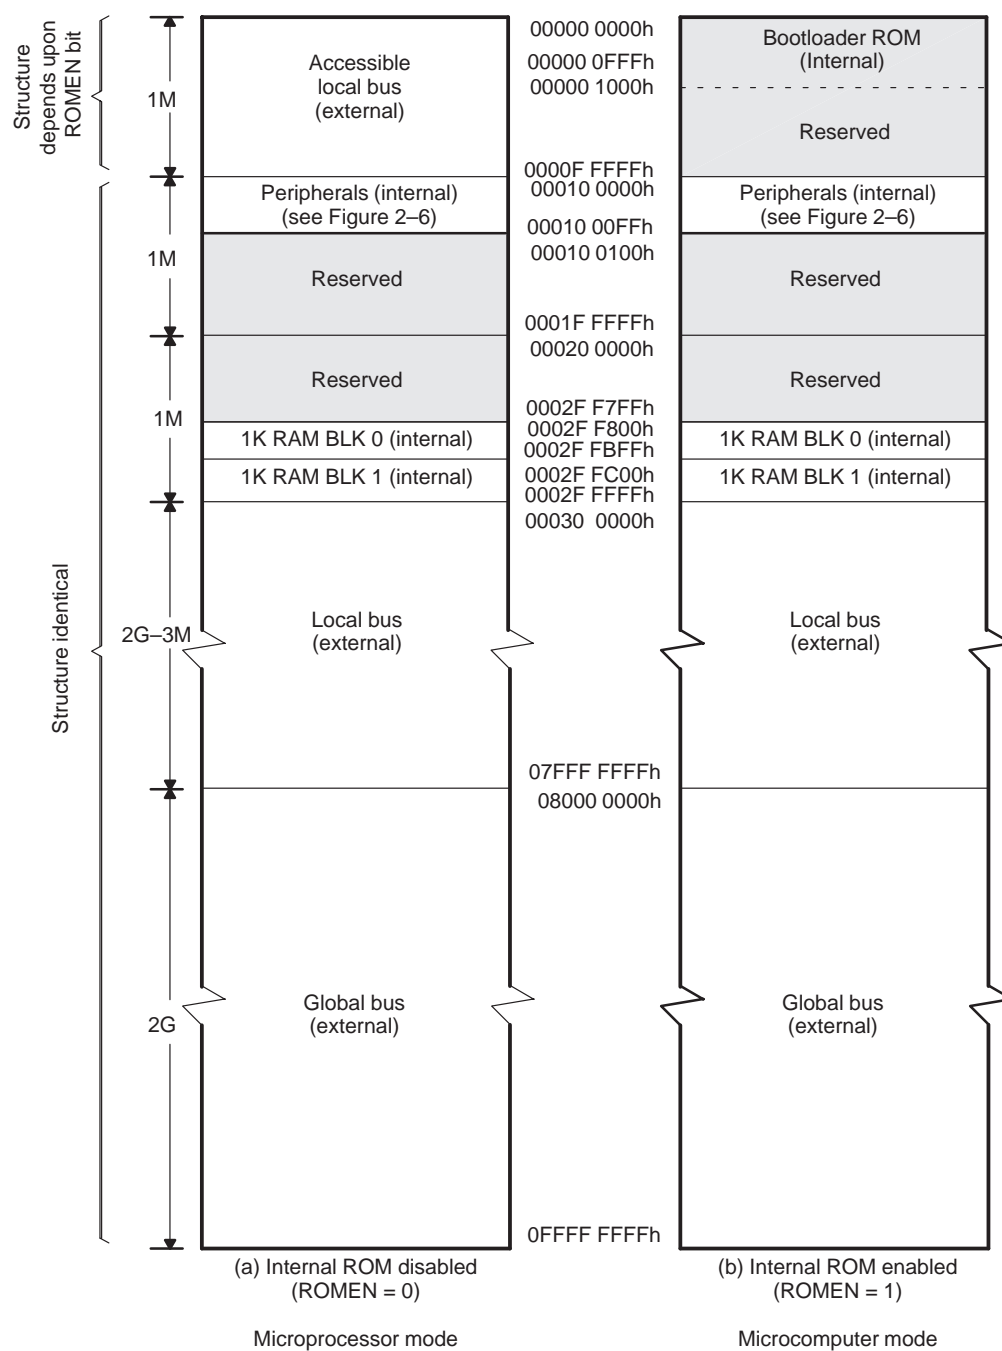 Structure
depends upon
ROMEN bit
1M
1M
1M
Structure identical
2G–3M
2G
Accessible
local bus
(external)
Peripherals (internal)
(see Figure 2–6)
Reserved
Reserved
1K RAM BLK 0 (internal)
1K RAM BLK 1 (internal)
Local bus
(external)
Global bus
(external)
(a) Internal ROM disabled
(ROMEN = 0)
Microprocessor mode
00000 0000h
00000 0FFFh
00000 1000h
0000F FFFFh
00010 0000h
00010 00FFh
00010 0100h
0001F FFFFh
00020 0000h
0002F F7FFh
0002F F800h
0002F FBFFh
0002F FC00h
0002F FFFFh
00030 0000h
07FFF FFFFh
08000 0000h
0FFFF FFFFh
Bootloader ROM
(Internal)
Reserved
Peripherals (internal)
(see Figure 2–6)
Reserved
Reserved
1K RAM BLK 0 (internal)
1K RAM BLK 1 (internal)
Local bus
(external)
Global bus
(external)
(b) Internal ROM enabled
(ROMEN = 1)
Microcomputer mode